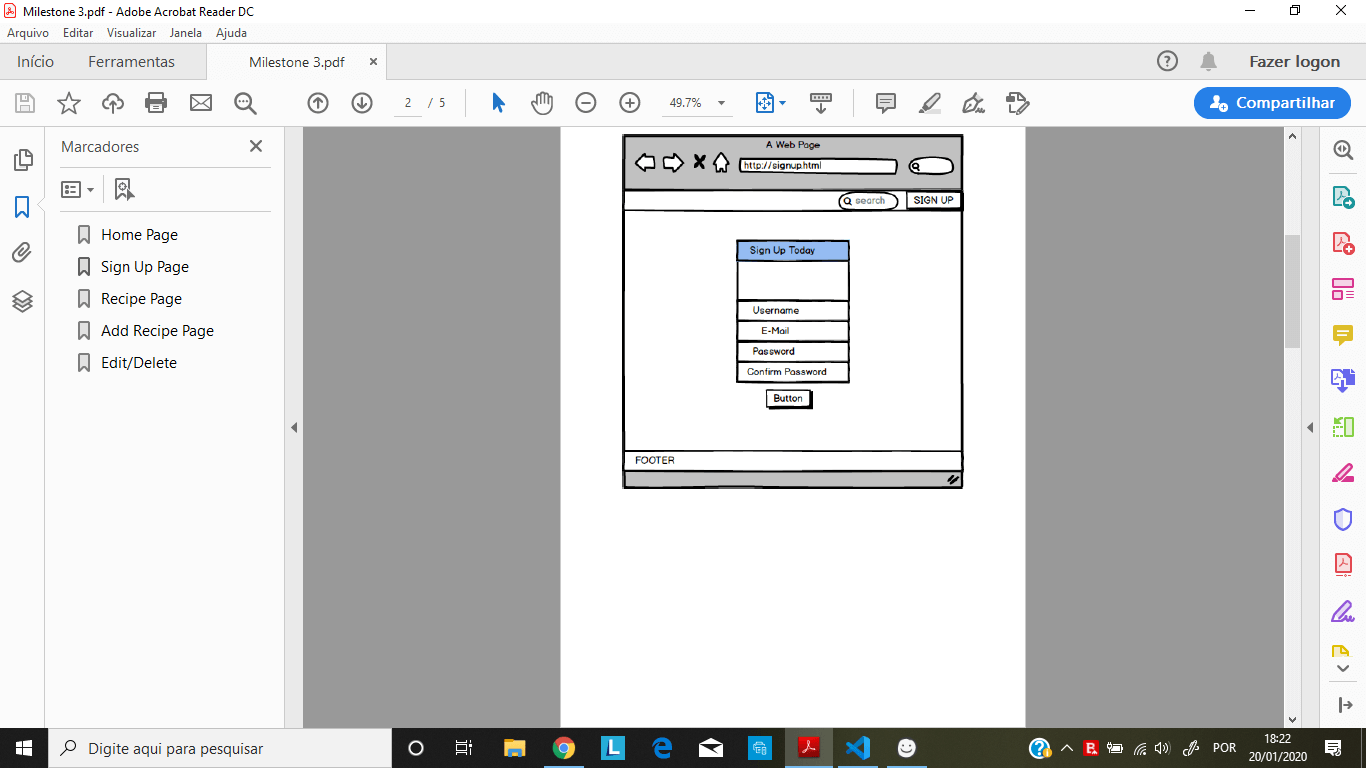 Milestone 3.pdf - Adobe Acrobat Reader DC
Arquivo Editar Visualizar Janela Ajuda
Início Ferramentas Milestone 3.pdf × Fazer logon
2 / 5 49.7% Compartilhar
Marcadores
Home Page
Sign Up Page
Recipe Page
Add Recipe Page
Edit/Delete
A Web Page
http://signup.html
search SIGN UP
Sign Up Today
Username
E-Mail
Password
Confirm Password
Button
FOOTER
Digite aqui para pesquisar
L
POR
18:22
20/01/2020